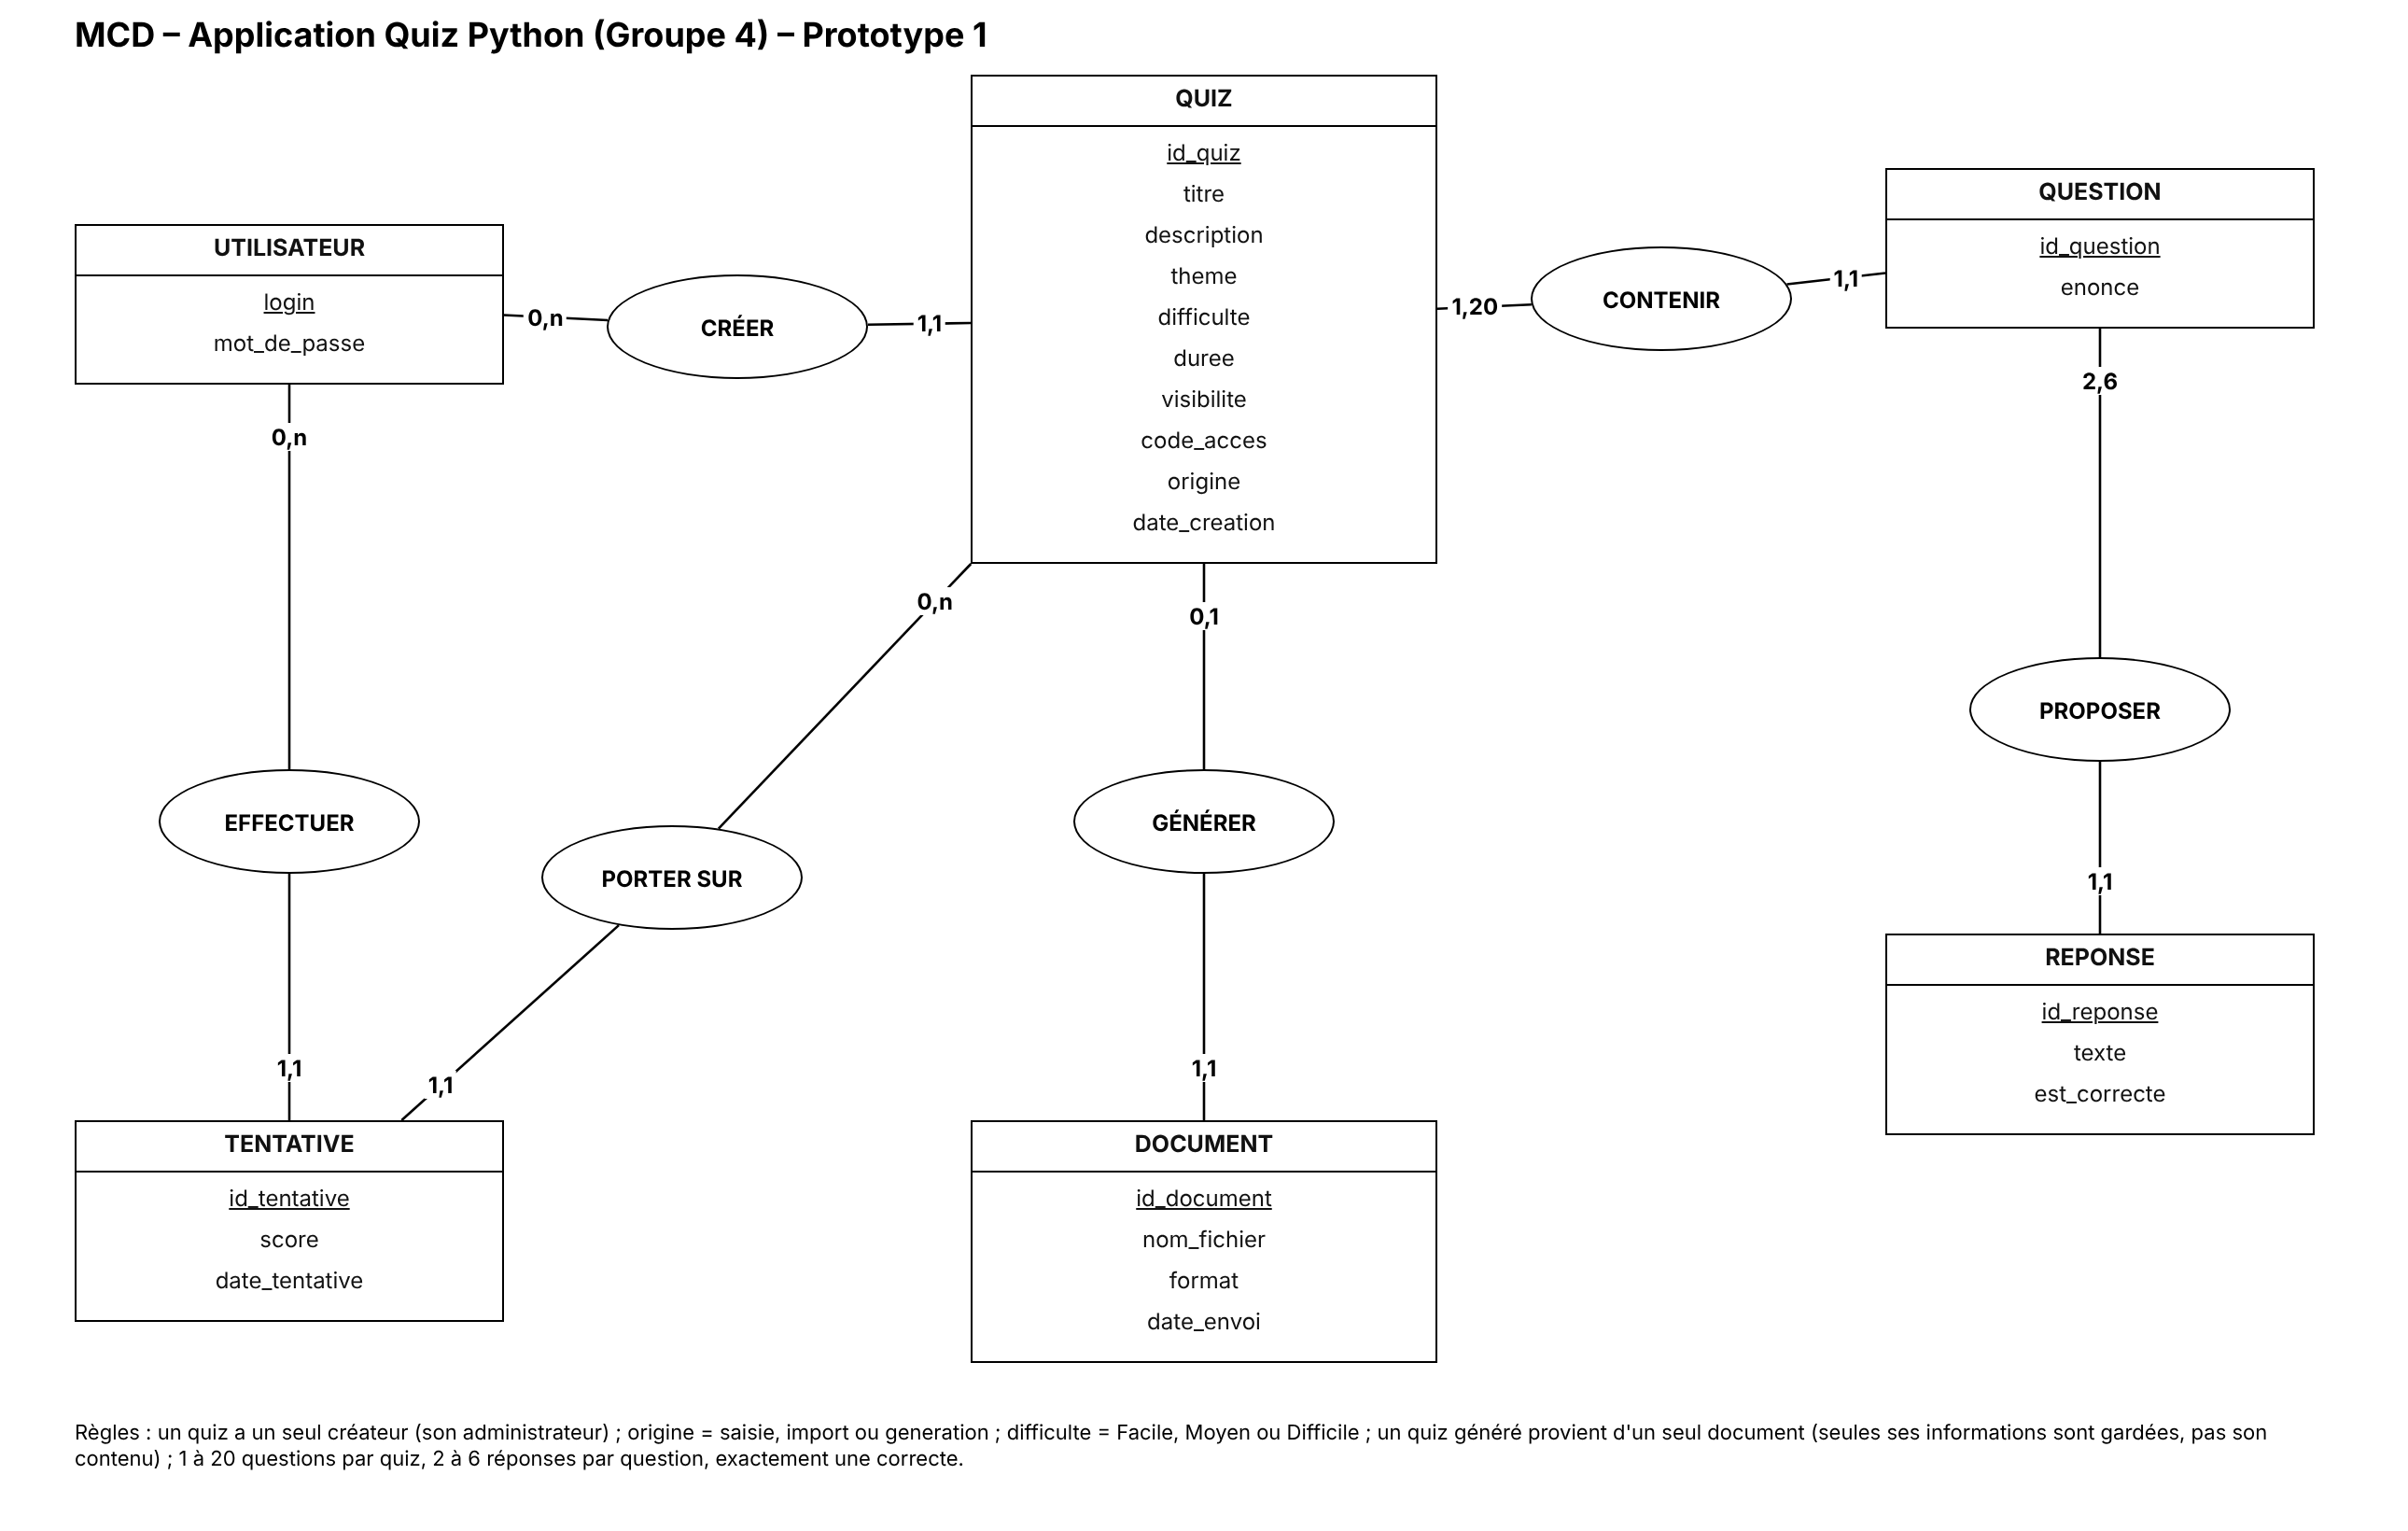 MCD – Application Quiz Python (Groupe 4) – Prototype 1
QUIZ
id_quiz
titre
description
theme
difficulte
duree
visibilite
code_acces
origine
date_creation
UTILISATEUR
login
mot_de_passe
0,n
CRÉER
1,1
1,20
CONTENIR
1,1
QUESTION
id_question
enonce
0,n
0,n
0,1
2,6
EFFECTUER
PORTER SUR
GÉNÉRER
PROPOSER
1,1
1,1
1,1
1,1
REPONSE
id_reponse
texte
est_correcte
TENTATIVE
id_tentative
score
date_tentative
DOCUMENT
id_document
nom_fichier
format
date_envoi
Règles : un quiz a un seul créateur (son administrateur) ; origine = saisie, import ou generation ; difficulte = Facile, Moyen ou Difficile ; un quiz généré provient d'un seul document (seules ses informations sont gardées, pas son
contenu) ; 1 à 20 questions par quiz, 2 à 6 réponses par question, exactement une correcte.